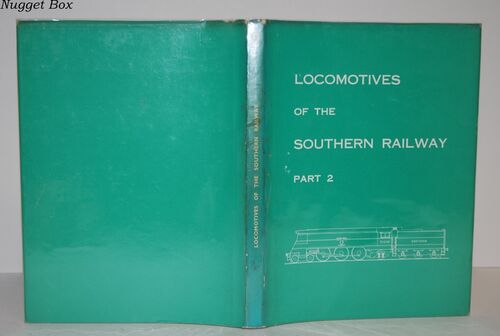 Nugget Box
LOCOMOTIVES OF THE SOUTHERN RAILWAY
LOCOMOTIVES
OF THE
SOUTHERN RAILWAY
PART 2